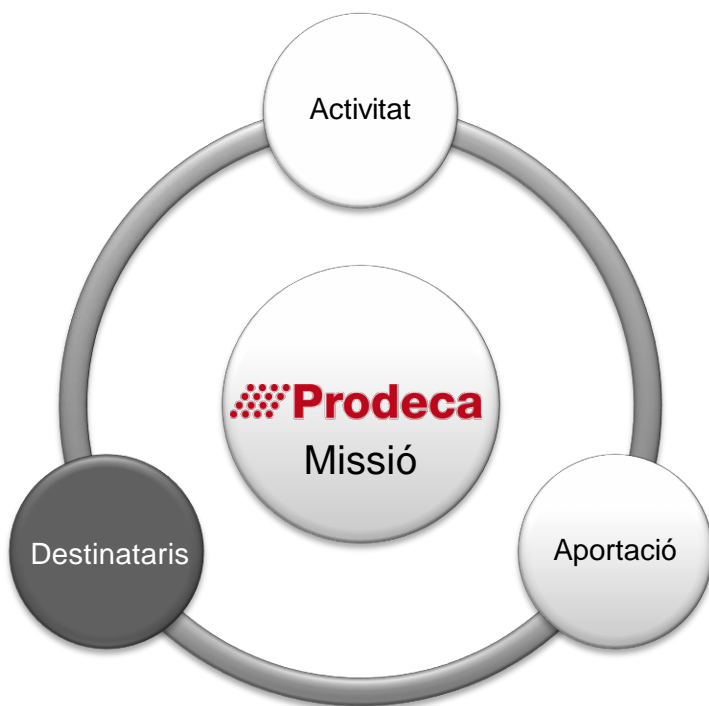 Activitat
Prodeca
Missió
Destinataris
Aportació